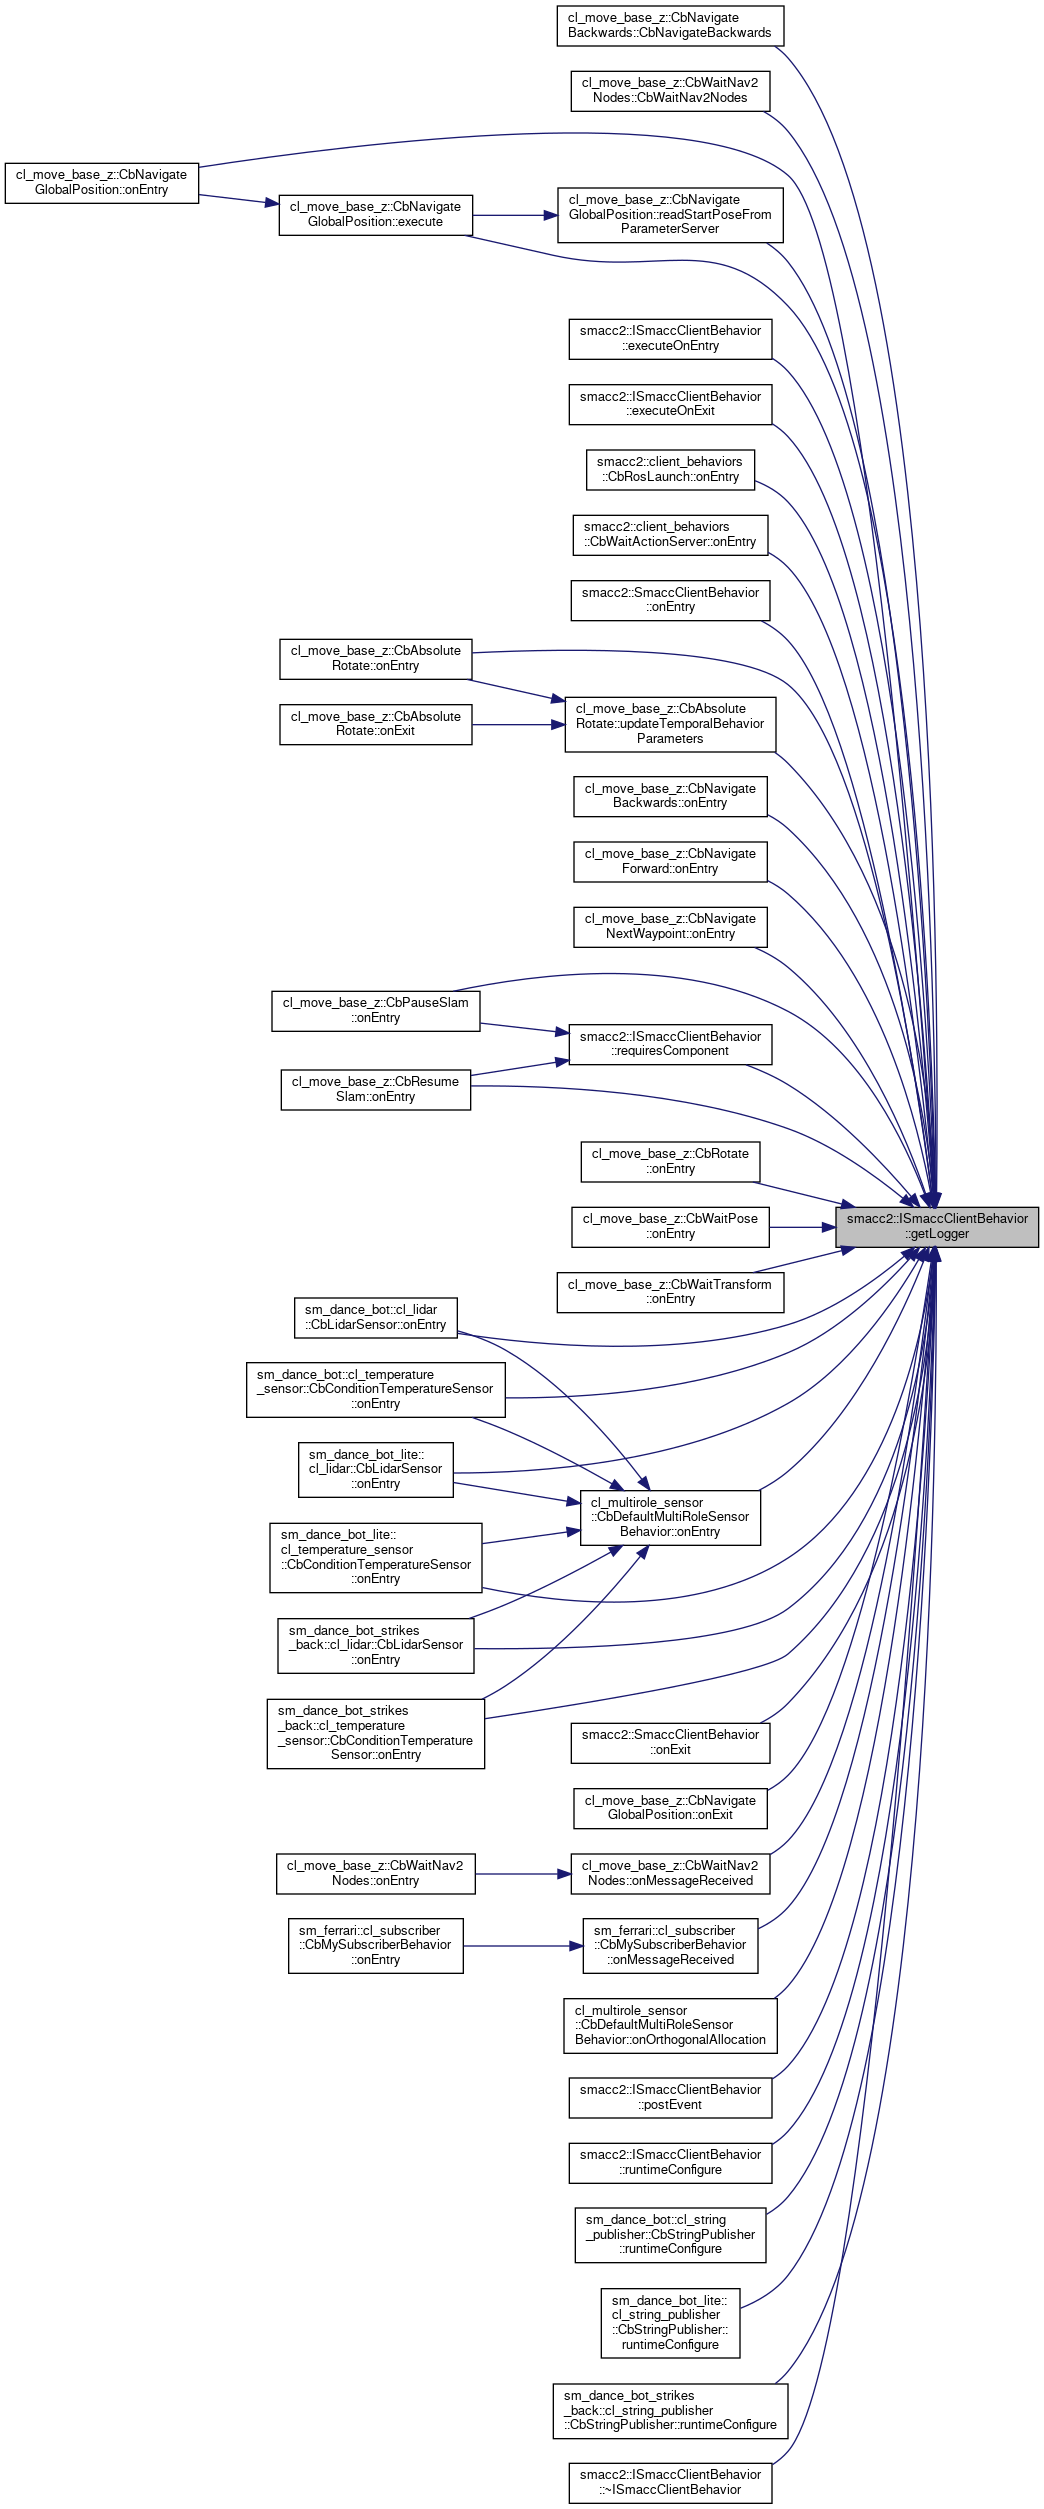 cl_move_base_z::CbNavigate
Backwards::CbNavigateBackwards
cl_move_base_z::CbWaitNav2
Nodes::CbWaitNav2Nodes
cl_move_base_z::CbNavigate
GlobalPosition::onEntry
cl_move_base_z::CbNavigate
GlobalPosition::execute
cl_move_base_z::CbNavigate
GlobalPosition::readStartPoseFrom
ParameterServer
smacc2::ISmaccClientBehavior
::executeOnEntry
smacc2::ISmaccClientBehavior
::executeOnExit
smacc2::client_behaviors
::CbRosLaunch::onEntry
smacc2::client_behaviors
::CbWaitActionServer::onEntry
smacc2::SmaccClientBehavior
::onEntry
cl_move_base_z::CbAbsolute
Rotate::onEntry
cl_move_base_z::CbAbsolute
Rotate::onExit
cl_move_base_z::CbAbsolute
Rotate::updateTemporalBehavior
Parameters
cl_move_base_z::CbNavigate
Backwards::onEntry
cl_move_base_z::CbNavigate
Forward::onEntry
cl_move_base_z::CbNavigate
NextWaypoint::onEntry
cl_move_base_z::CbPauseSlam
::onEntry
smacc2::ISmaccClientBehavior
::requiresComponent
cl_move_base_z::CbResume
Slam::onEntry
cl_move_base_z::CbRotate
::onEntry
cl_move_base_z::CbWaitPose
::onEntry
smacc2::ISmaccClientBehavior
::getLogger
cl_move_base_z::CbWaitTransform
::onEntry
sm_dance_bot::cl_lidar
::CbLidarSensor::onEntry
sm_dance_bot::cl_temperature
_sensor::CbConditionTemperatureSensor
::onEntry
sm_dance_bot_lite::
cl_lidar::CbLidarSensor
::onEntry
cl_multirole_sensor
::CbDefaultMultiRoleSensor
Behavior::onEntry
sm_dance_bot_lite::
cl_temperature_sensor
::CbConditionTemperatureSensor
::onEntry
sm_dance_bot_strikes
_back::cl_lidar::CbLidarSensor
::onEntry
sm_dance_bot_strikes
_back::cl_temperature
_sensor::CbConditionTemperature
Sensor::onEntry
smacc2::SmaccClientBehavior
::onExit
cl_move_base_z::CbNavigate
GlobalPosition::onExit
cl_move_base_z::CbWaitNav2
Nodes::onEntry
cl_move_base_z::CbWaitNav2
Nodes::onMessageReceived
sm_ferrari::cl_subscriber
::CbMySubscriberBehavior
::onEntry
sm_ferrari::cl_subscriber
::CbMySubscriberBehavior
::onMessageReceived
cl_multirole_sensor
::CbDefaultMultiRoleSensor
Behavior::onOrthogonalAllocation
smacc2::ISmaccClientBehavior
::postEvent
smacc2::ISmaccClientBehavior
::runtimeConfigure
sm_dance_bot::cl_string
_publisher::CbStringPublisher
::runtimeConfigure
sm_dance_bot_lite::
cl_string_publisher
::CbStringPublisher::
runtimeConfigure
sm_dance_bot_strikes
_back::cl_string_publisher
::CbStringPublisher::runtimeConfigure
smacc2::ISmaccClientBehavior
::~ISmaccClientBehavior